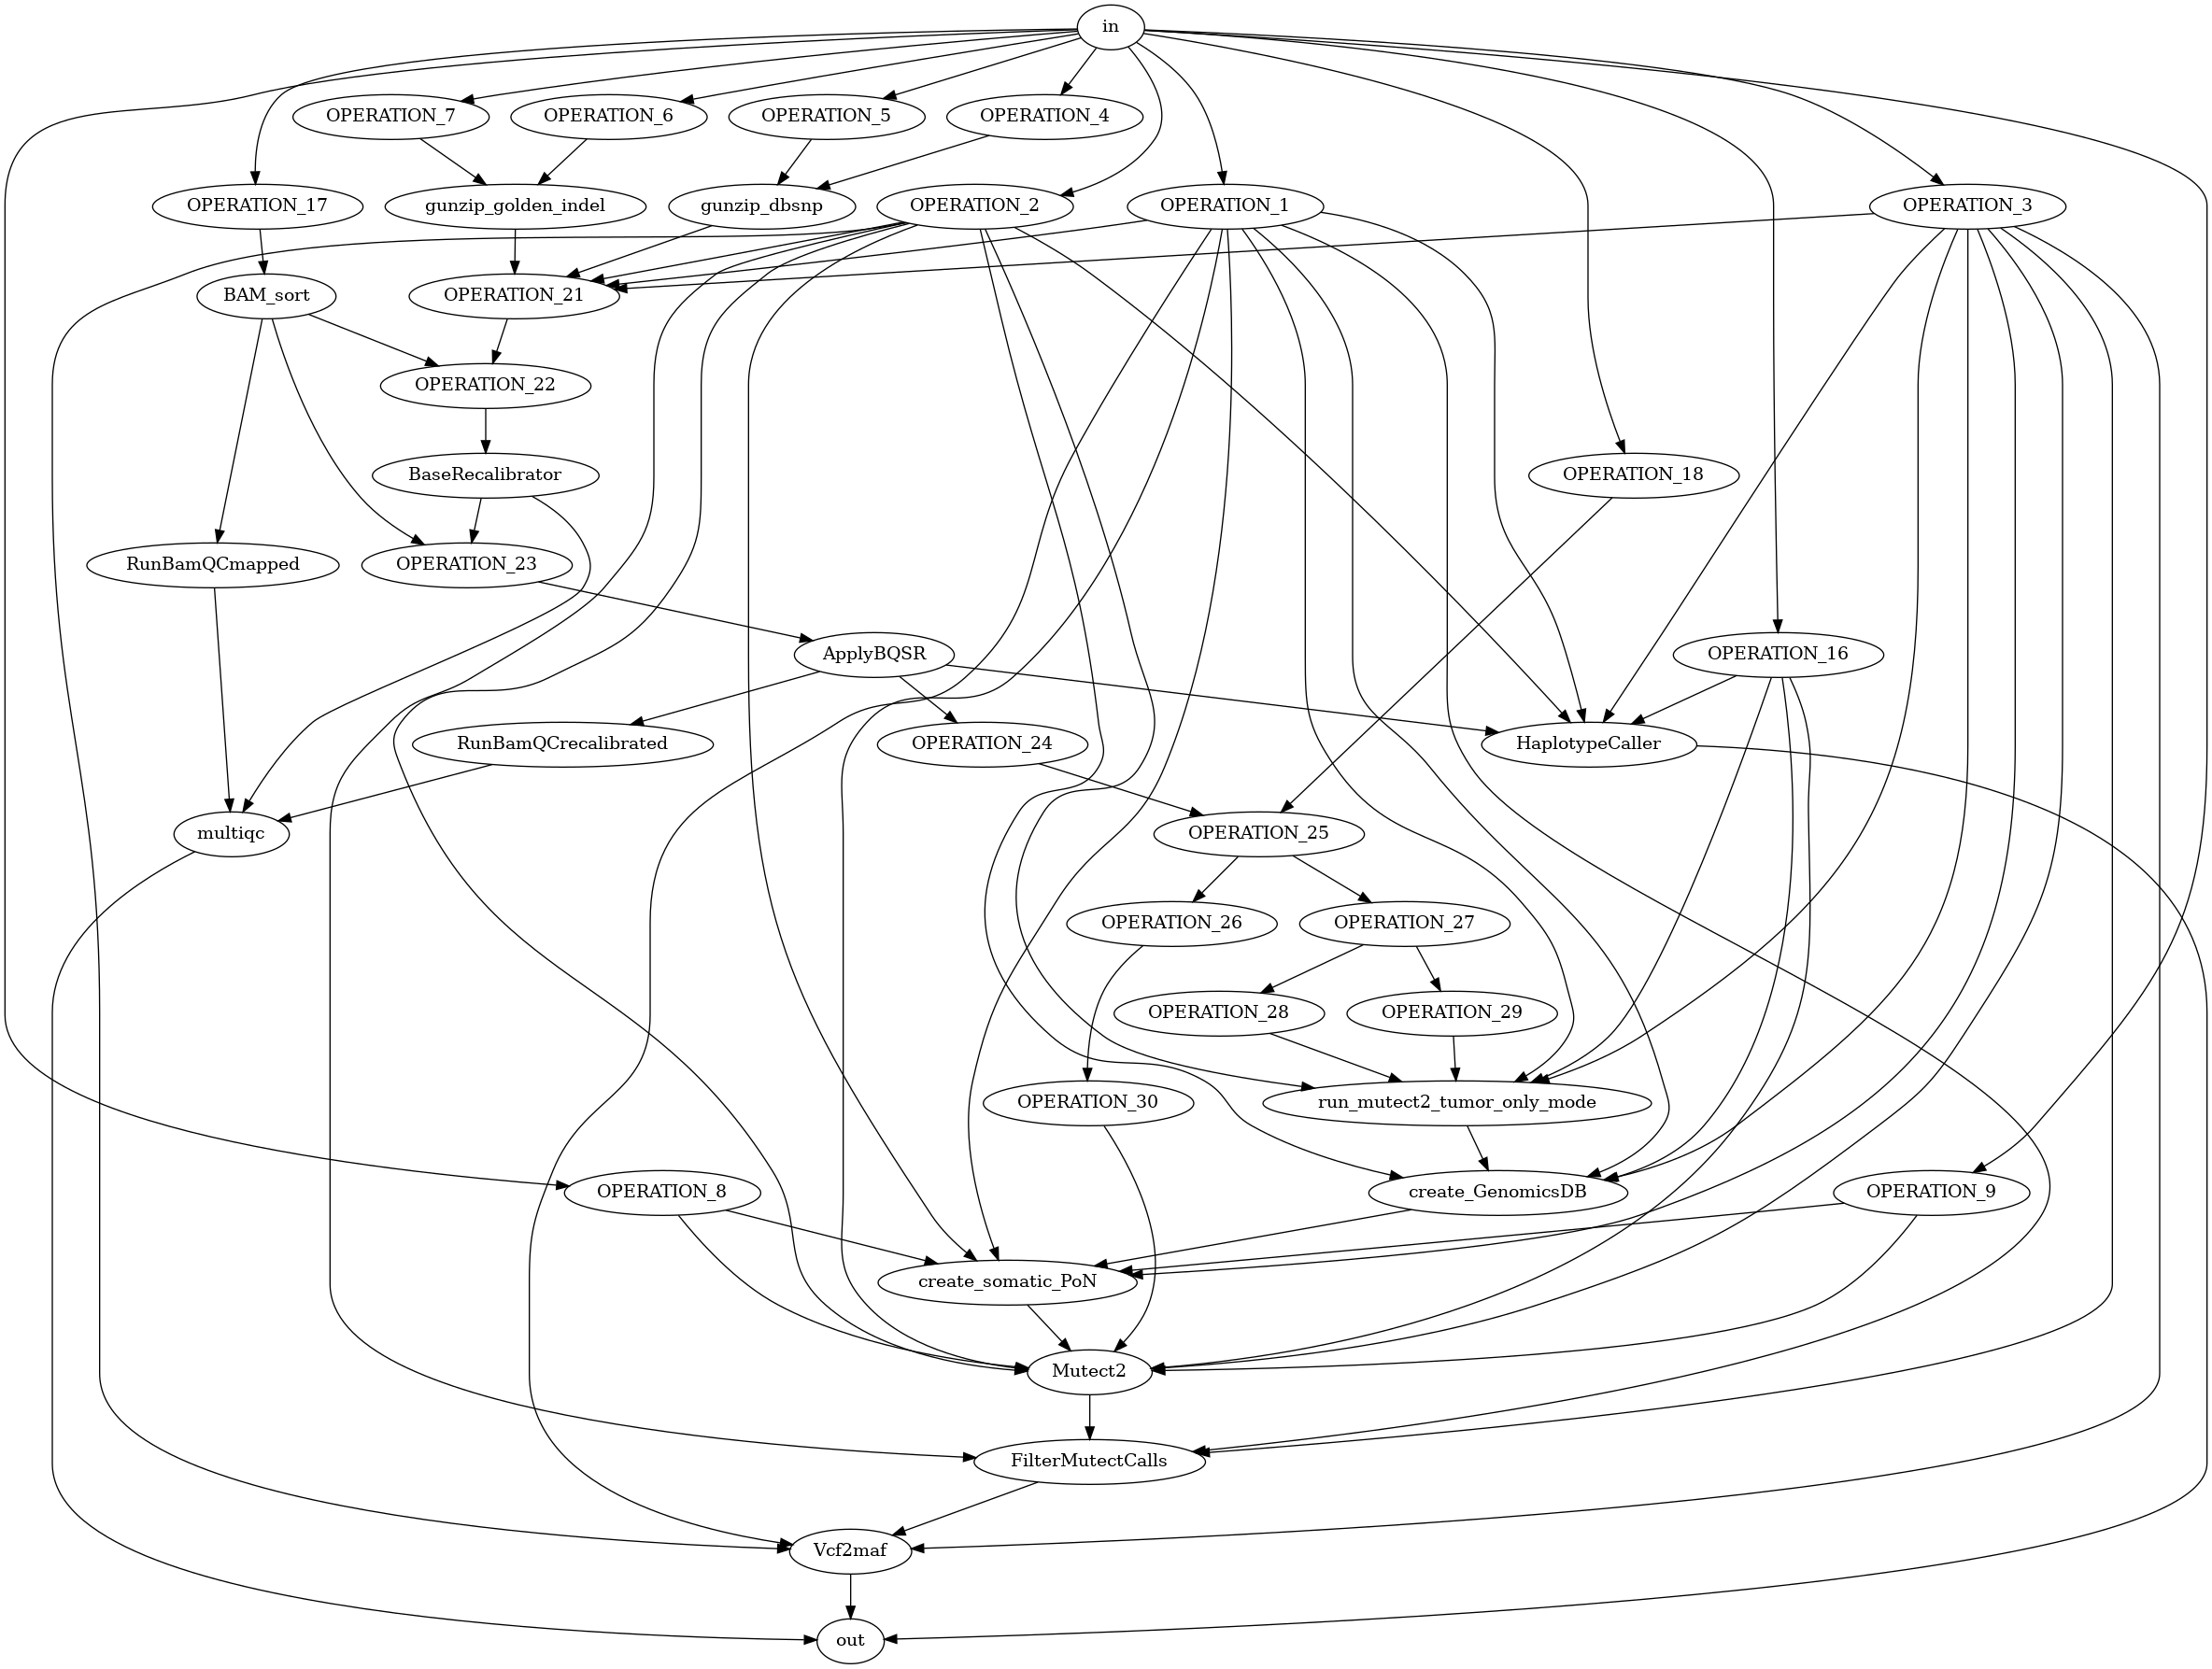 in
OPERATION_7
OPERATION_6
OPERATION_5
OPERATION_4
OPERATION_17
gunzip_golden_indel
gunzip_dbsnp
OPERATION_2
OPERATION_1
OPERATION_3
BAM_sort
OPERATION_21
OPERATION_22
BaseRecalibrator
OPERATION_18
RunBamQCmapped
OPERATION_23
ApplyBQSR
OPERATION_16
RunBamQCrecalibrated
OPERATION_24
HaplotypeCaller
multiqc
OPERATION_25
OPERATION_26
OPERATION_27
OPERATION_28
OPERATION_29
OPERATION_30
run_mutect2_tumor_only_mode
OPERATION_8
create_GenomicsDB
OPERATION_9
create_somatic_PoN
Mutect2
FilterMutectCalls
Vcf2maf
out